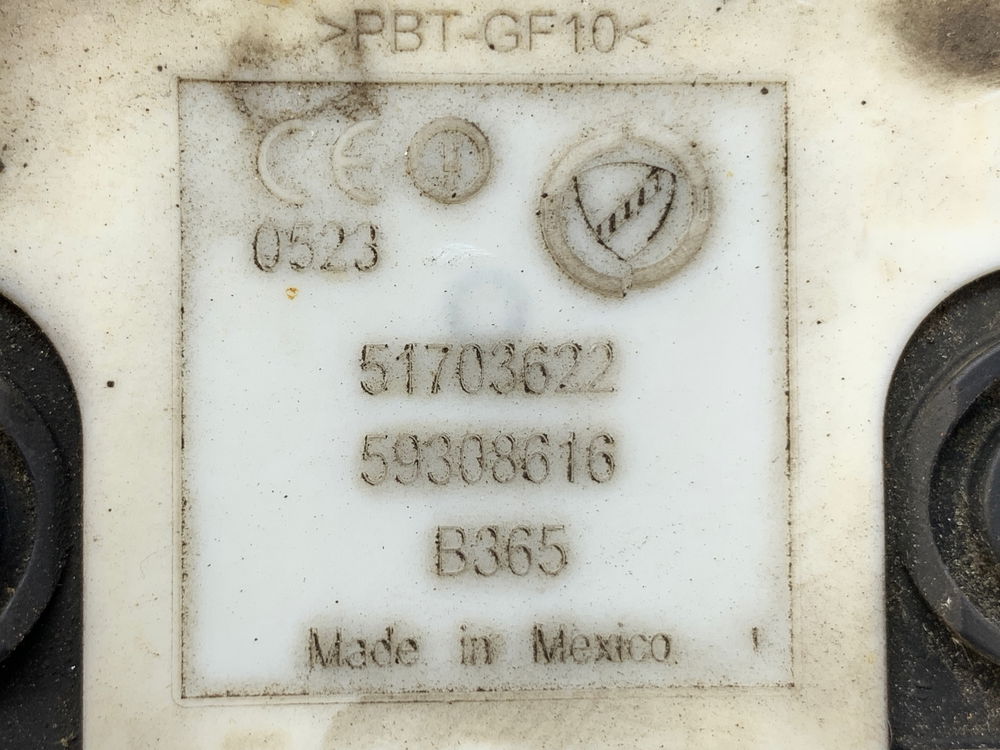 >PBT-GF10<
CE
0523
51703622
59308616
B365
Made in Mexico